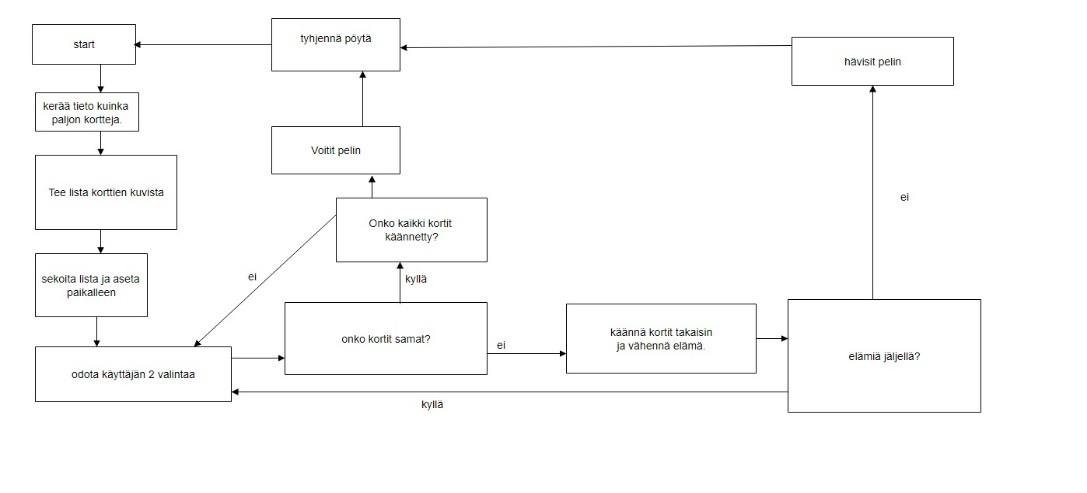 start
tyhjennä pöytä
hävisit pelin
kerää tieto kuinka
paljon kortteja.
Voitit pelin
Tee lista korttien kuvista
ei
Onko kaikki kortit
käännetty?
ei
kyllä
sekoita lista ja aseta
paikalleen
onko kortit samat?
ei
käännä kortit takaisin
ja vähennä elämä.
elämiä jäljellä?
odota käyttäjän 2 valintaa
kyllä